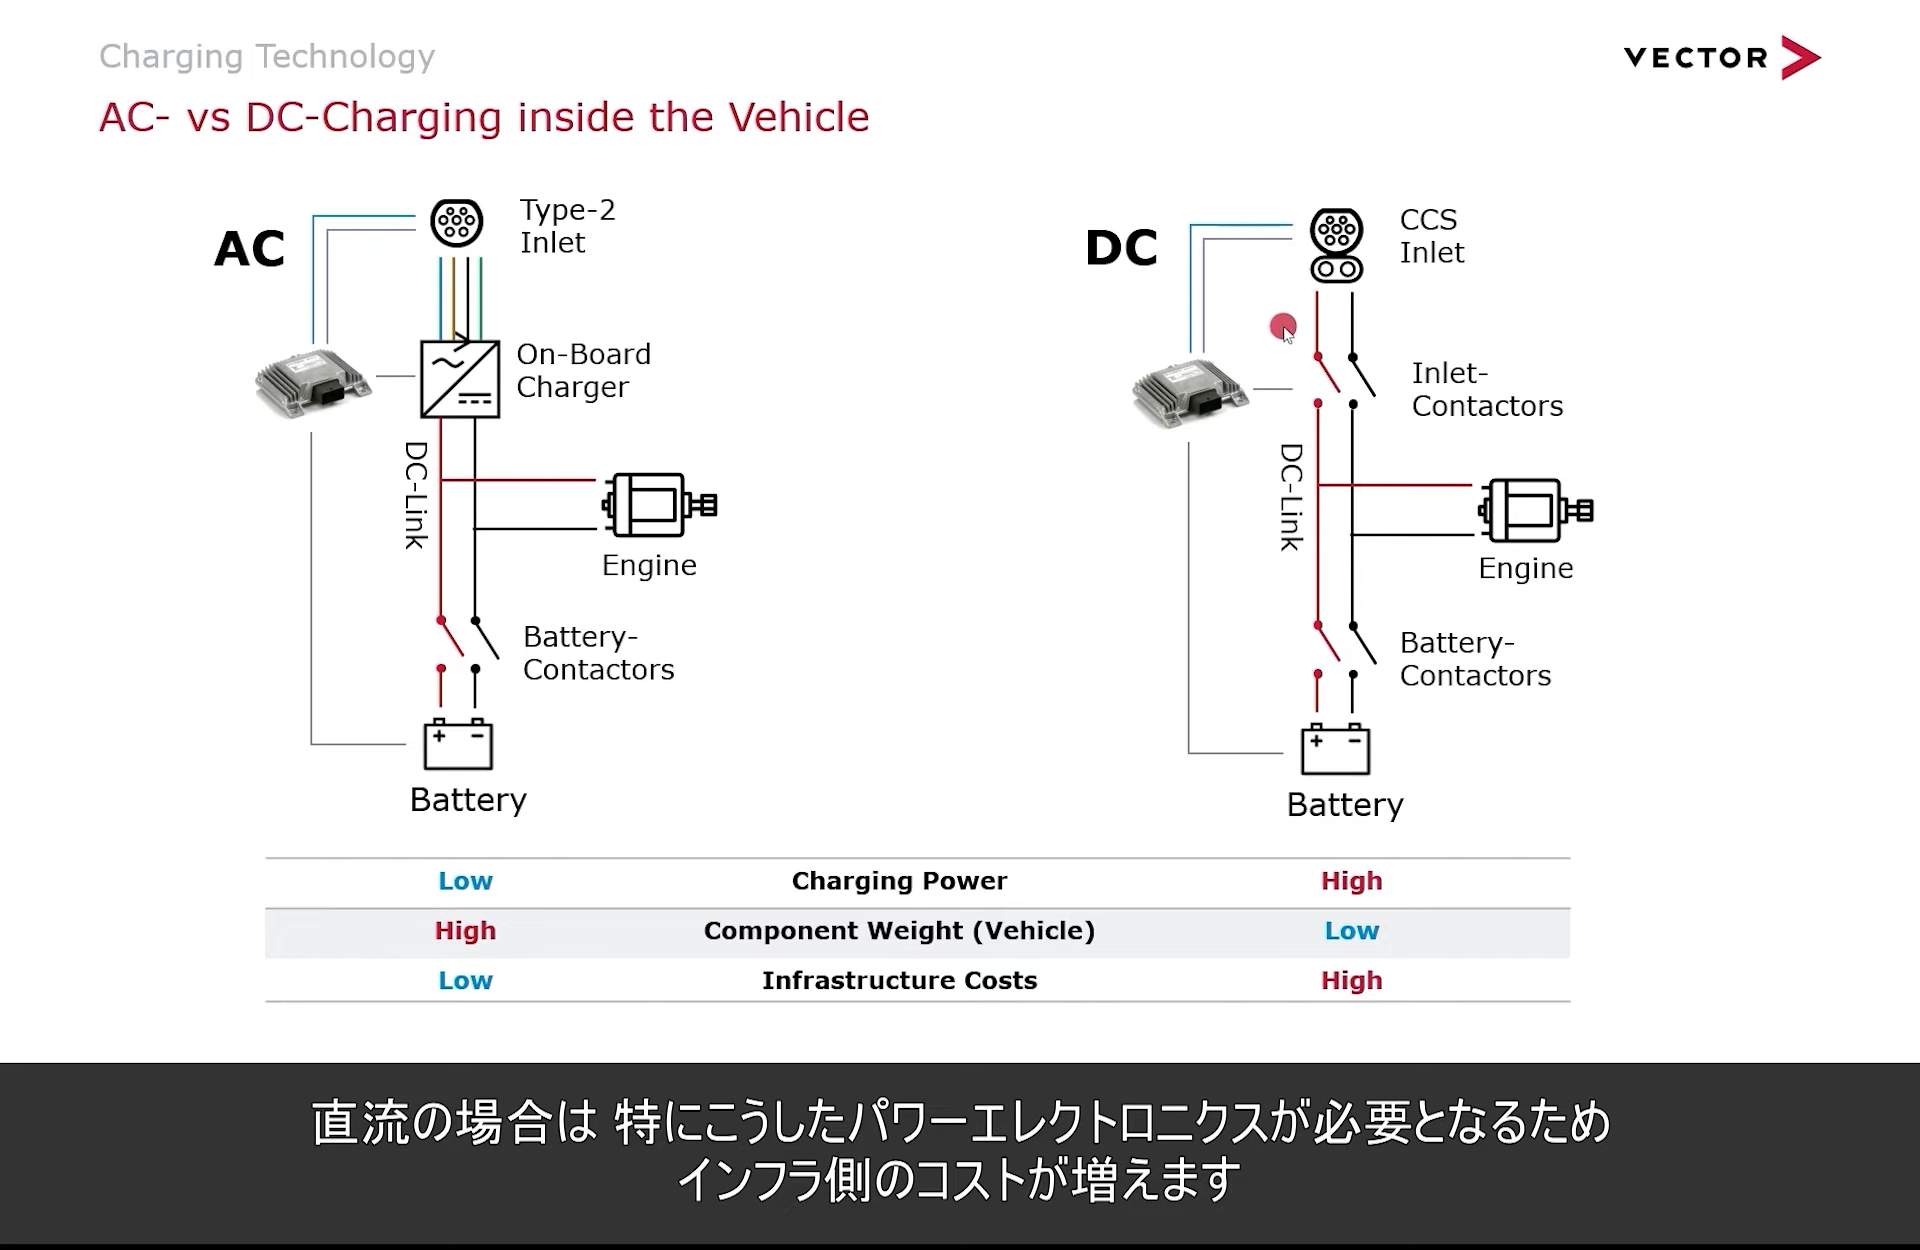 Charging Technology
VECTOR
AC- vs DC-Charging inside the Vehicle
AC
Type-2
Inlet
On-Board
Charger
DC-Link
Engine
Battery-
Contactors
+ −
Battery
DC
CCS
Inlet
Inlet-
Contactors
DC-Link
Engine
Battery-
Contactors
+ −
Battery
Low Charging Power High
High Component Weight (Vehicle) Low
Low Infrastructure Costs High
直流の場合は 特にこうしたパワーエレクトロニクスが必要となるため
インフラ側のコストが増えます